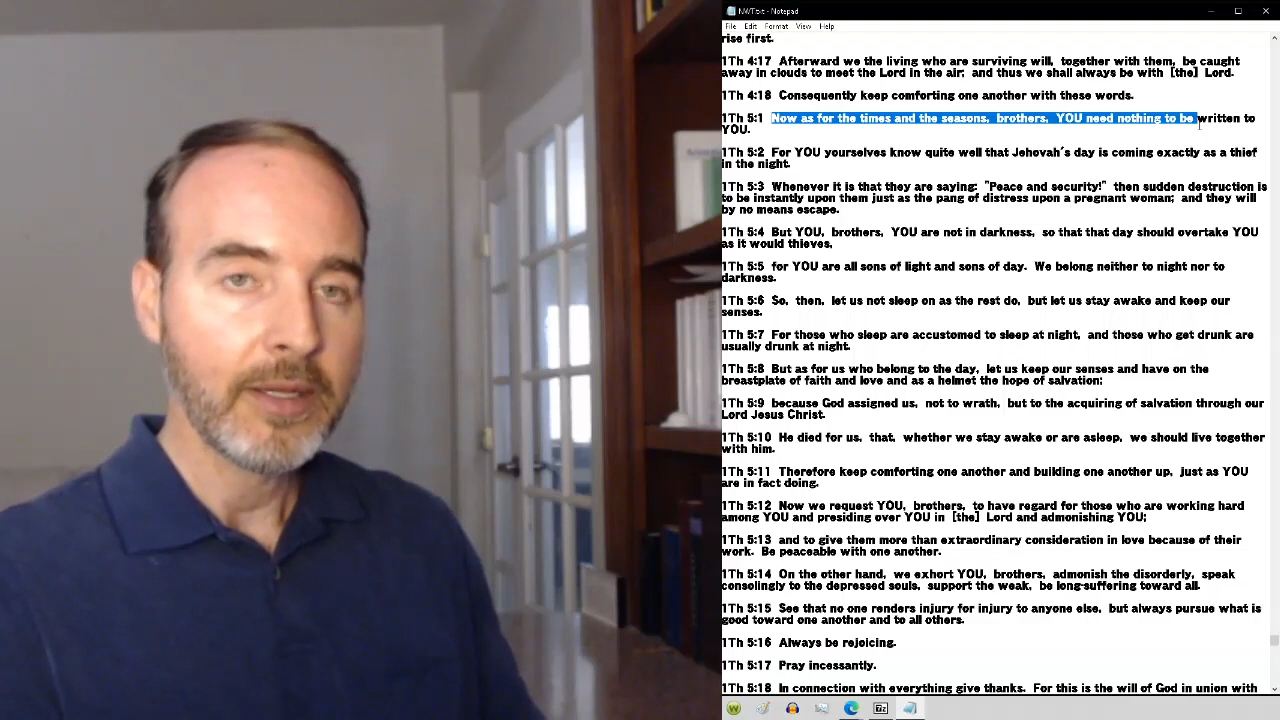 NWT.txt - Notepad
File Edit Format View Help
rise first.
1Th 4:17 Afterward we the living who are surviving will, together with them, be caught
away in clouds to meet the Lord in the air; and thus we shall always be with [the] Lord.
1Th 4:18 Consequently keep comforting one another with these words.
1Th 5:1 Now as for the times and the seasons, brothers, YOU need nothing to be written to
YOU.
1Th 5:2 For YOU yourselves know quite well that Jehovah's day is coming exactly as a thief
in the night.
1Th 5:3 Whenever it is that they are saying: "Peace and security!" then sudden destruction is
to be instantly upon them just as the pang of distress upon a pregnant woman; and they will
by no means escape.
1Th 5:4 But YOU, brothers, YOU are not in darkness, so that that day should overtake YOU
as it would thieves,
1Th 5:5 for YOU are all sons of light and sons of day. We belong neither to night nor to
darkness.
1Th 5:6 So, then, let us not sleep on as the rest do, but let us stay awake and keep our
senses.
1Th 5:7 For those who sleep are accustomed to sleep at night, and those who get drunk are
usually drunk at night.
1Th 5:8 But as for us who belong to the day, let us keep our senses and have on the
breastplate of faith and love and as a helmet the hope of salvation;
1Th 5:9 because God assigned us, not to wrath, but to the acquiring of salvation through our
Lord Jesus Christ.
1Th 5:10 He died for us, that, whether we stay awake or are asleep, we should live together
with him.
1Th 5:11 Therefore keep comforting one another and building one another up, just as YOU
are in fact doing.
1Th 5:12 Now we request YOU, brothers, to have regard for those who are working hard
among YOU and presiding over YOU in [the] Lord and admonishing YOU;
1Th 5:13 and to give them more than extraordinary consideration in love because of their
work. Be peaceable with one another.
1Th 5:14 On the other hand, we exhort YOU, brothers, admonish the disorderly, speak
consolingly to the depressed souls, support the weak, be long-suffering toward all.
1Th 5:15 See that no one renders injury for injury to anyone else, but always pursue what is
good toward one another and to all others.
1Th 5:16 Always be rejoicing.
1Th 5:17 Pray incessantly.
1Th 5:18 In connection with everything give thanks. For this is the will of God in union with